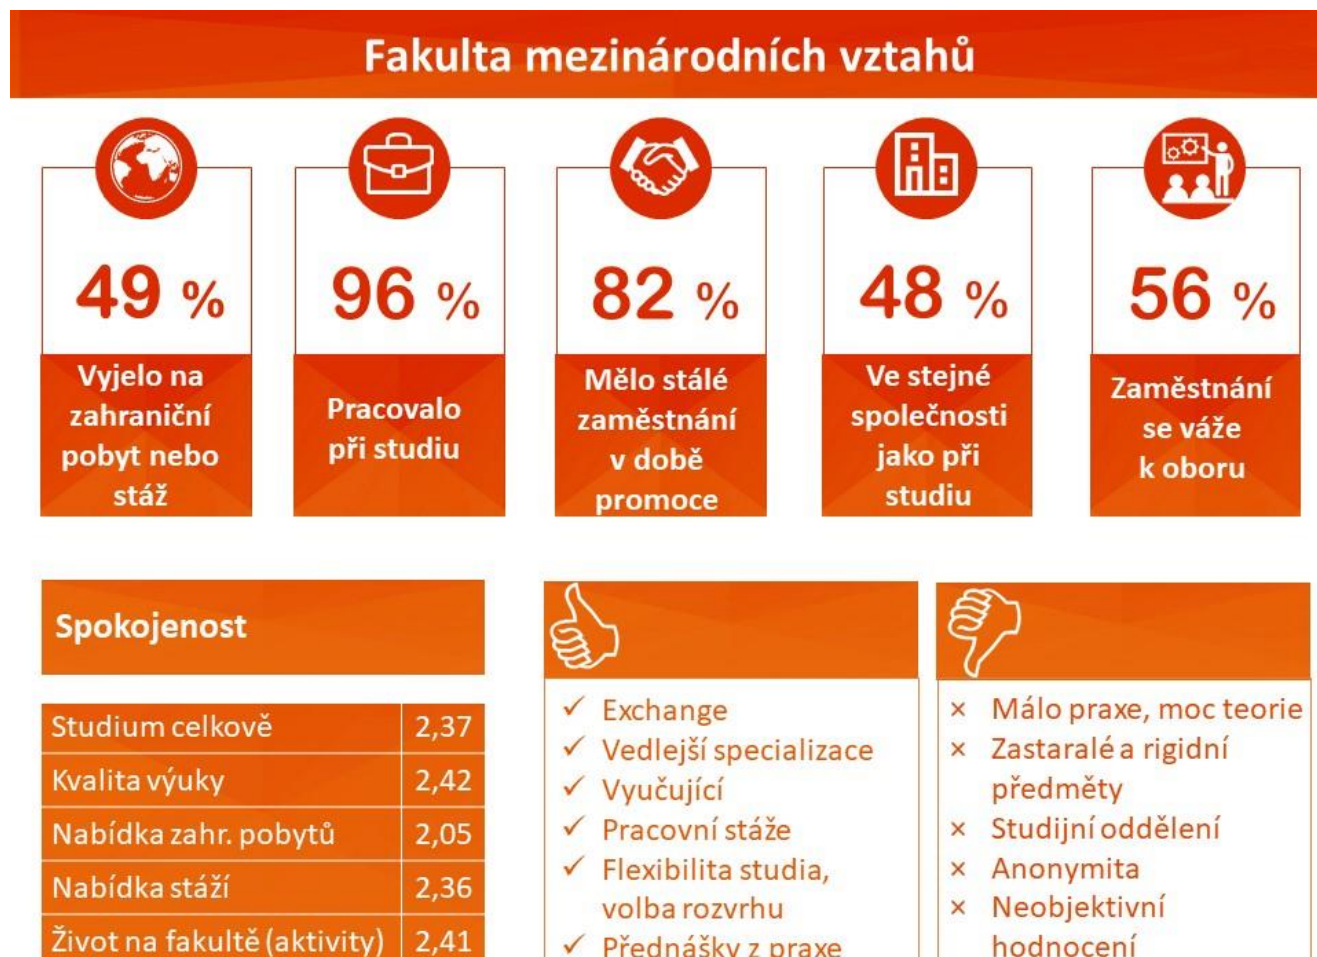 Fakulta mezinárodních vztahů
49 %
Vyjelo na
zahraniční
pobyt nebo
stáž
96 %
Pracovalo
při studiu
82 %
Mělo stálé
zaměstnání
v době
promoce
48 %
Ve stejné
společnosti
jako při
studiu
56 %
Zaměstnání
se váže
k oboru
Spokojenost
Studium celkově 2,37
Kvalita výuky 2,42
Nabídka zahr. pobytů 2,05
Nabídka stáží 2,36
Život na fakultě (aktivity) 2,41
✓ Exchange
✓ Vedlejší specializace
✓ Vyučující
✓ Pracovní stáže
✓ Flexibilita studia,
volba rozvrhu
✓ Přednášky z praxe
× Málo praxe, moc teorie
× Zastaralé a rigidní
předměty
× Studijní oddělení
× Anonymita
× Neobjektivní
hodnocení